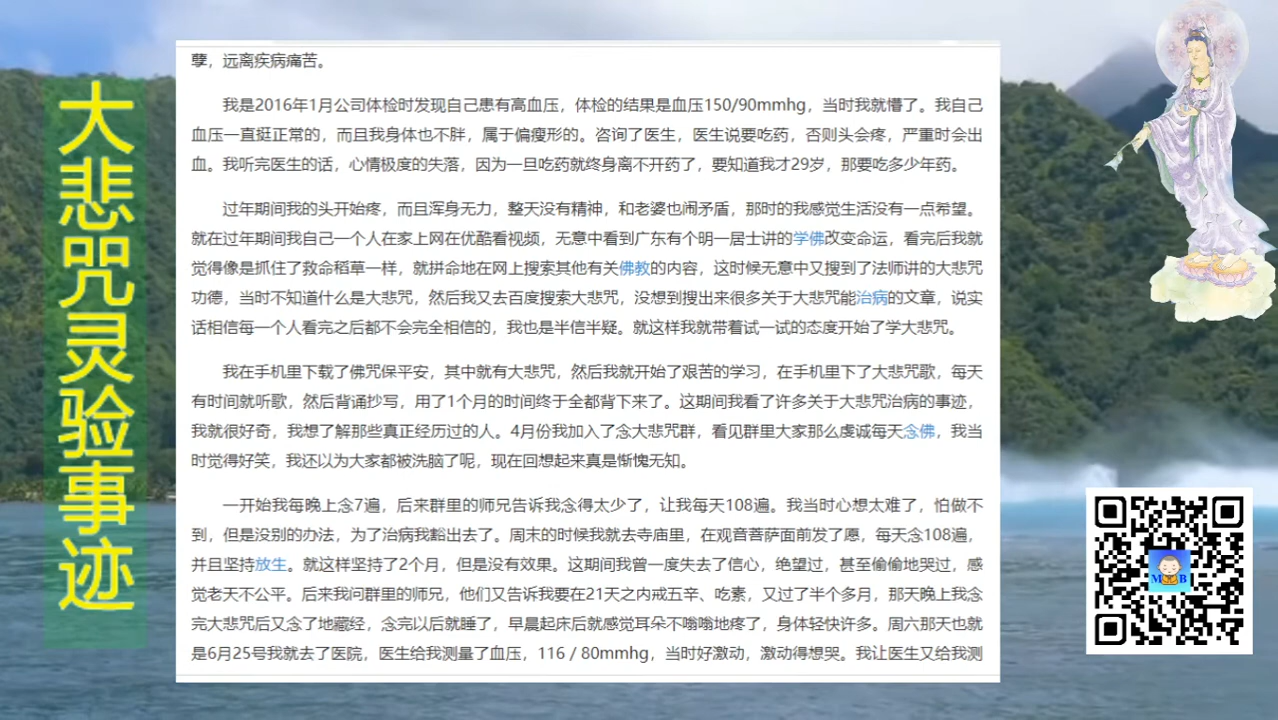 大悲咒灵验事迹
孽，远离疾病痛苦。
我是2016年1月公司体检时发现自己患有高血压，体检的结果是血压150/90mmhg，当时我就懵了。我自己
血压一直挺正常的，而且我身体也不胖，属于偏瘦形的。咨询了医生，医生说要吃药，否则头会疼，严重时会出
血。我听完医生的话，心情极度的失落，因为一旦吃药就终身离不开药了，要知道我才29岁，那要吃多少年药。
过年期间我的头开始疼，而且浑身无力，整天没有精神，和老婆也闹矛盾，那时的我感觉生活没有一点希望。
就在过年期间我自己一个人在家上网在优酷看视频，无意中看到广东有个明一居士讲的学佛改变命运，看完后我就
觉得像是抓住了救命稻草一样，就拼命地在网上搜索其他有关佛教的内容，这时候无意中又搜到了法师讲的大悲咒
功德，当时不知道什么是大悲咒，然后我又去百度搜索大悲咒，没想到搜出来很多关于大悲咒能治病的文章，说实
话相信每一个人看完之后都不会完全相信的，我也是半信半疑。就这样我就带着试一试的态度开始了学大悲咒。
我在手机里下载了佛咒保平安，其中就有大悲咒，然后我就开始了艰苦的学习，在手机里下了大悲咒歌，每天
有时间就听歌，然后背诵抄写，用了1个月的时间终于全都背下来了。这期间我看了许多关于大悲咒治病的事迹，
我就很好奇，我想了解那些真正经历过的人。4月份我加入了念大悲咒群，看见群里大家那么虔诚每天念佛，我当
时觉得好笑，我还以为大家都被洗脑了呢，现在回想起来真是惭愧无知。
一开始我每晚上念7遍，后来群里的师兄告诉我念得太少了，让我每天108遍。我当时心想太难了，怕做不
到，但是没别的办法，为了治病我豁出去了。周末的时候我就去寺庙里，在观音菩萨面前发了愿，每天念108遍，
并且坚持放生。就这样坚持了2个月，但是没有效果。这期间我曾一度失去了信心，绝望过，甚至偷偷地哭过，感
觉老天不公平。后来我问群里的师兄，他们又告诉我要在21天之内戒五辛、吃素，又过了半个多月，那天晚上我念
完大悲咒后又念了地藏经，念完以后就睡了，早晨起床后就感觉耳朵不嗡嗡地疼了，身体轻快许多。周六那天也就
是6月25号我就去了医院，医生给我测量了血压，116 / 80mmhg，当时好激动，激动得想哭。我让医生又给我测
M B